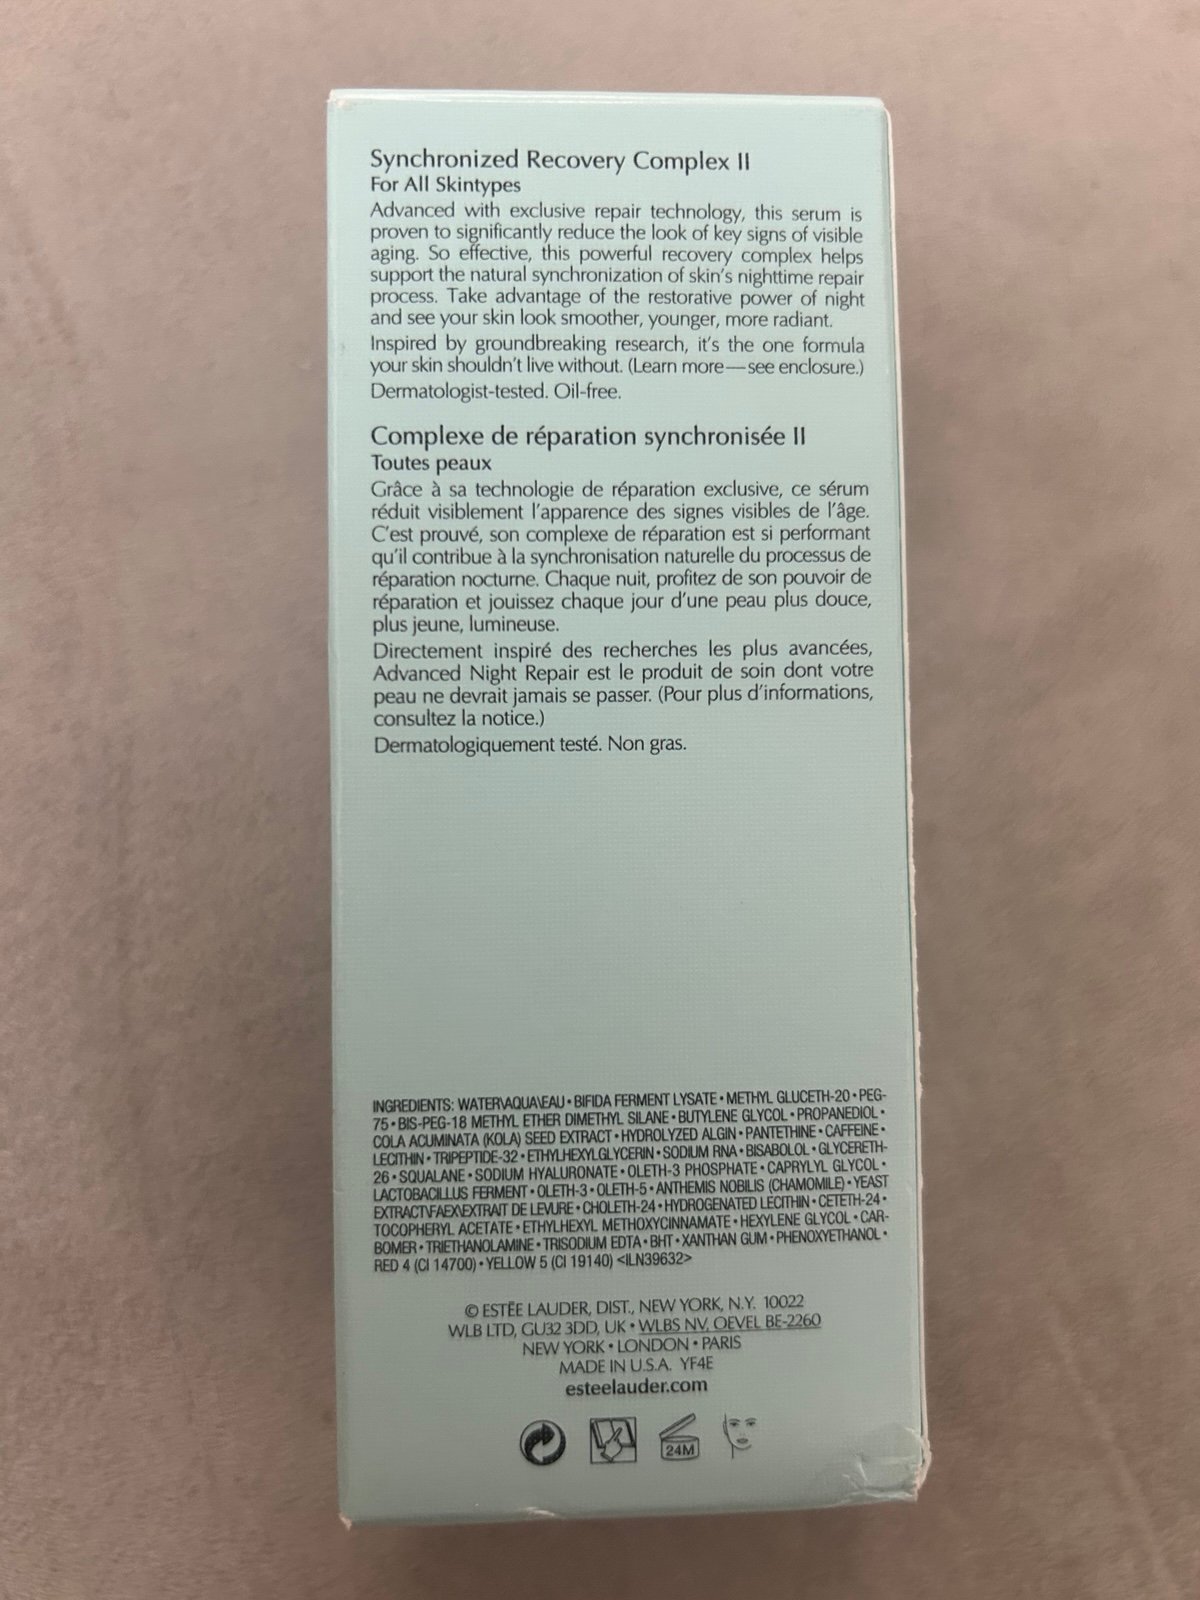 Synchronized Recovery Complex II
For All Skintypes
Advanced with exclusive repair technology, this serum is
proven to significantly reduce the look of key signs of visible
aging. So effective, this powerful recovery complex helps
support the natural synchronization of skin's nighttime repair
process. Take advantage of the restorative power of night
and see your skin look smoother, younger, more radiant.
Inspired by groundbreaking research, it's the one formula
your skin shouldn't live without. (Learn more—see enclosure.)
Dermatologist-tested. Oil-free.
Complexe de réparation synchronisée II
Toutes peaux
Grâce à sa technologie de réparation exclusive, ce sérum
réduit visiblement l'apparence des signes visibles de l'âge.
C'est prouvé, son complexe de réparation est si performant
qu'il contribue à la synchronisation naturelle du processus de
réparation nocturne. Chaque nuit, profitez de son pouvoir de
réparation et jouissez chaque jour d'une peau plus douce,
plus jeune, lumineuse.
Directement inspiré des recherches les plus avancées,
Advanced Night Repair est le produit de soin dont votre
peau ne devrait jamais se passer. (Pour plus d'informations,
consultez la notice.)
Dermatologiquement testé. Non gras.
INGREDIENTS: WATER\AQUA\EAU • BIFIDA FERMENT LYSATE • METHYL GLUCETH-20 • PEG-
75 • BIS-PEG-18 METHYL ETHER DIMETHYL SILANE • BUTYLENE GLYCOL • PROPANEDIOL •
COLA ACUMINATA (KOLA) SEED EXTRACT • HYDROLYZED ALGIN • PANTETHINE • CAFFEINE •
LECITHIN • TRIPEPTIDE-32 • ETHYLHEXYLGLYCERIN • SODIUM RNA • BISABOLOL • GLYCERETH-
26 • SQUALANE • SODIUM HYALURONATE • OLETH-3 PHOSPHATE • CAPRYLYL GLYCOL •
LACTOBACILLUS FERMENT • OLETH-3 • OLETH-5 • ANTHEMIS NOBILIS (CHAMOMILE) • YEAST
EXTRACT\FAEX\EXTRAIT DE LEVURE • CHOLETH-24 • HYDROGENATED LECITHIN • CETETH-24 •
TOCOPHERYL ACETATE • ETHYLHEXYL METHOXYCINNAMATE • HEXYLENE GLYCOL • CAR-
BOMER • TRIETHANOLAMINE • TRISODIUM EDTA • BHT • XANTHAN GUM • PHENOXYETHANOL •
RED 4 (CI 14700) • YELLOW 5 (CI 19140) <ILN39632>
© ESTĒE LAUDER, DIST., NEW YORK, N.Y. 10022
WLB LTD, GU32 3DD, UK • WLBS NV, OEVEL BE-2260
NEW YORK • LONDON • PARIS
MADE IN U.S.A. YF4E
esteelauder.com
24M